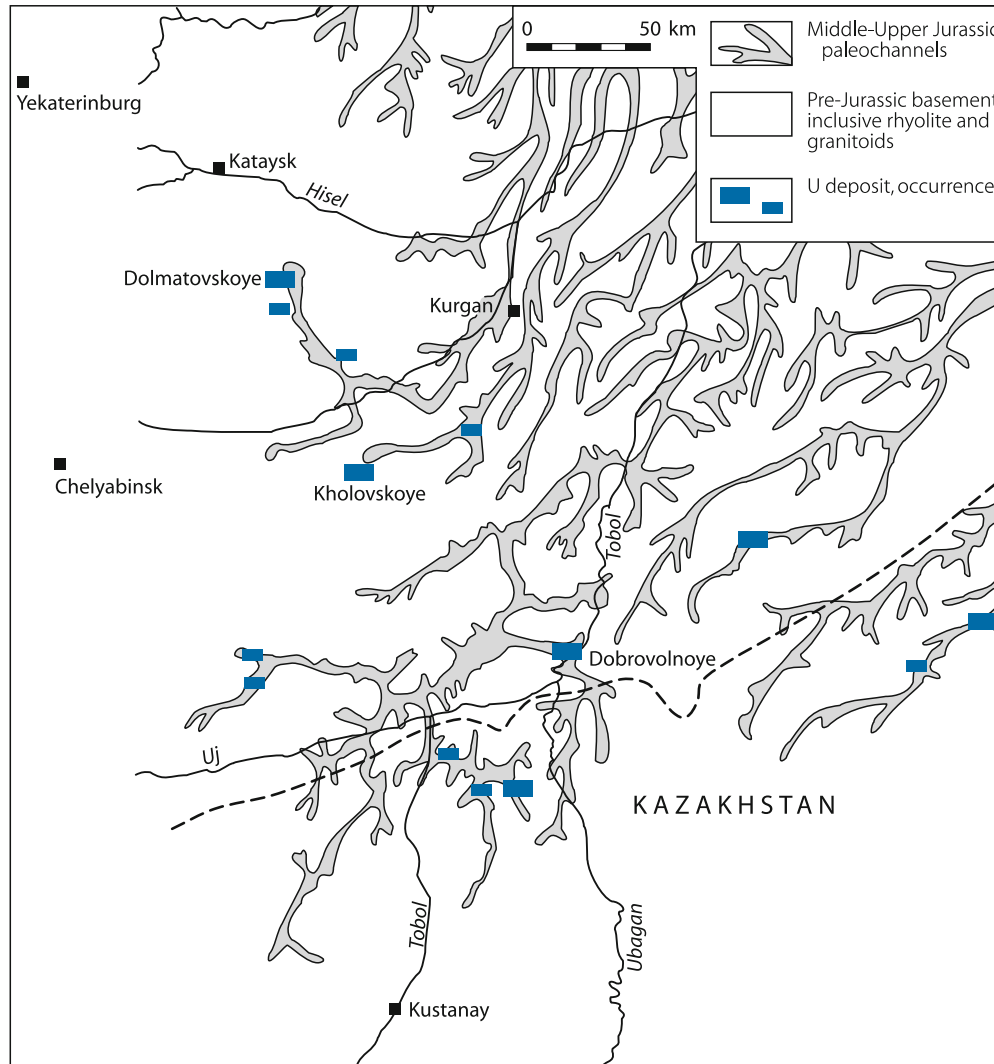 0 50 km
Middle-Upper Jurassic
paleochannels
Pre-Jurassic basement
inclusive rhyolite and
granitoids
U deposit, occurrence
Yekaterinburg
Kataysk
Hisel
Dolmatovskoye
Kurgan
Chelyabinsk
Kholovskoye
Tobol
Dobrovolnoye
Uj
KAZAKHSTAN
Tobol
Ubagan
Kustanay